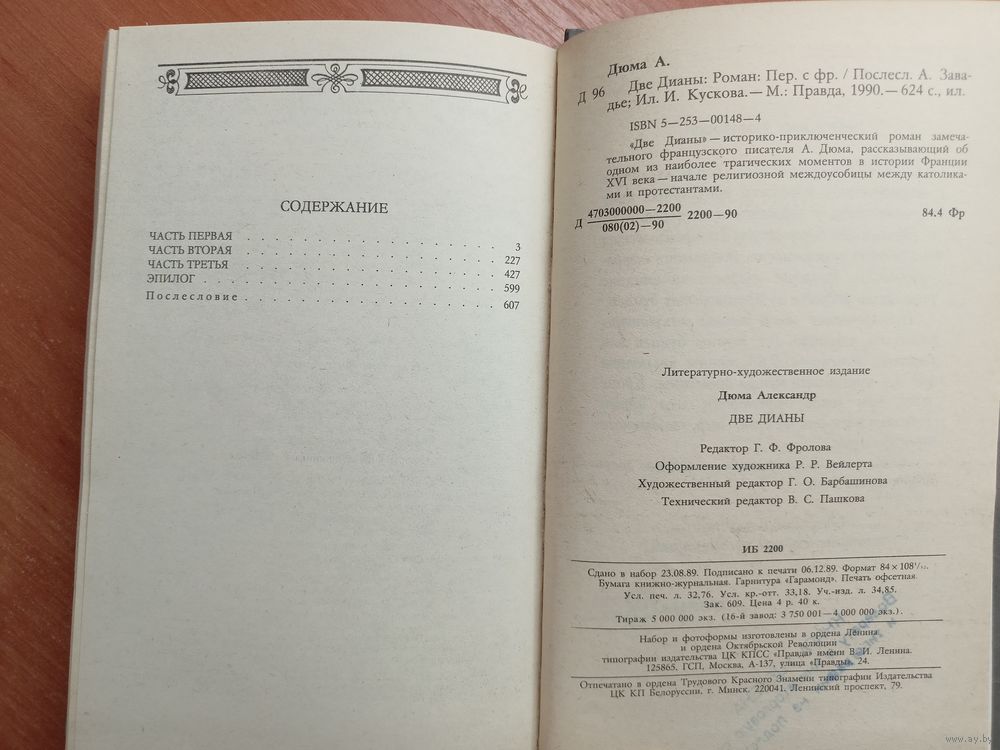 СОДЕРЖАНИЕ
ЧАСТЬ ПЕРВАЯ . . . . . . . . . . . . . . . . . . 3
ЧАСТЬ ВТОРАЯ . . . . . . . . . . . . . . . . . . 227
ЧАСТЬ ТРЕТЬЯ . . . . . . . . . . . . . . . . . . 427
ЭПИЛОГ . . . . . . . . . . . . . . . . . . . . . 599
Послесловие . . . . . . . . . . . . . . . . . . 607
Дюма А.
Д 96 Две Дианы: Роман: Пер. с фр. / Послесл. А. Зава-
дье; Ил. И. Кускова.— М.: Правда, 1990.— 624 с., ил.
ISBN 5—253—00148—4
«Две Дианы» — историко-приключенческий роман замеча-
тельного французского писателя А. Дюма, рассказывающий об
одном из наиболее трагических моментов в истории Франции
XVI века — начале религиозной междоусобицы между католика-
ми и протестантами.
Д 4703000000—2200 2200—90 84.4 Фр
080(02)—90
Литературно-художественное издание
Дюма Александр
ДВЕ ДИАНЫ
Редактор Г. Ф. Фролова
Оформление художника Р. Р. Вейлерта
Художественный редактор Г. О. Барбашинова
Технический редактор В. С. Пашкова
ИБ 2200
Сдано в набор 23.08.89. Подписано к печати 06.12.89. Формат 84×108¹/₃₂.
Бумага книжно-журнальная. Гарнитура «Гарамонд». Печать офсетная.
Усл. печ. л. 32,76. Усл. кр.-отт. 33,18. Уч.-изд. л. 34,85.
Зак. 609. Цена 4 р. 40 к.
Тираж 5 000 000 экз. (16-й завод: 3 750 001—4 000 000 экз.).
Набор и фотоформы изготовлены в ордена Ленина
и ордена Октябрьской Революции
типографии издательства ЦК КПСС «Правда» имени В. И. Ленина.
125865, ГСП, Москва, А-137, улица «Правды», 24.
Отпечатано в ордена Трудового Красного Знамени типографии Издательства
ЦК КП Белоруссии, г. Минск. 220041. Ленинский проспект, 79.
www.ay.by